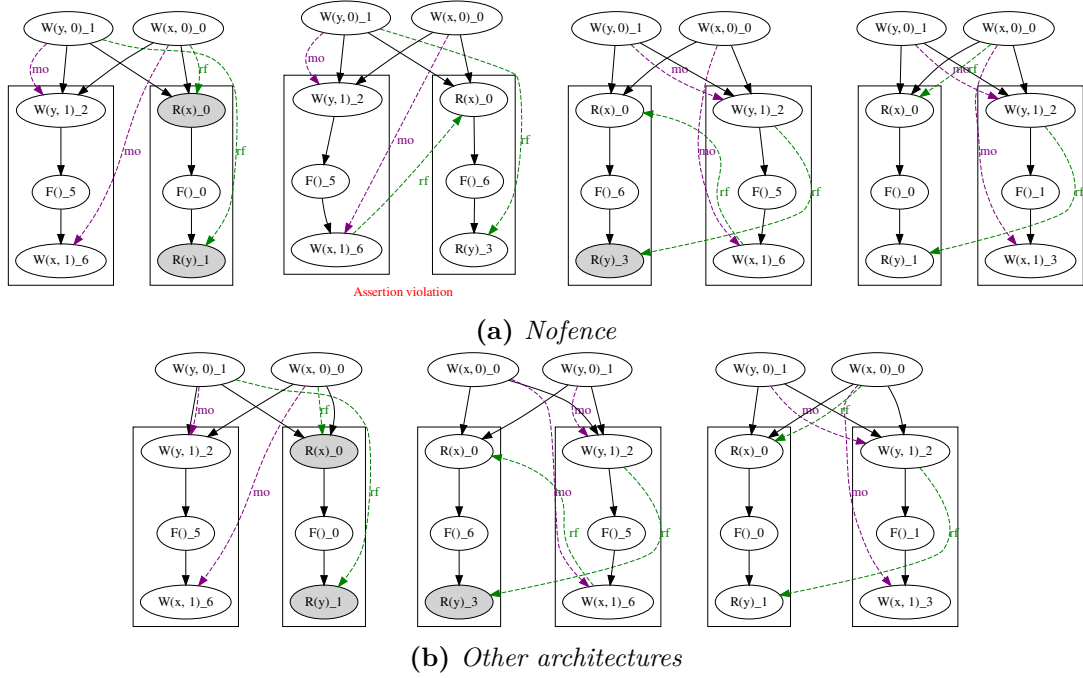 W(y, 0)_1 W(x, 0)_0 W(y, 0)_1 W(x, 0)_0 W(y, 0)_1 W(x, 0)_0 W(y, 0)_1 W(x, 0)_0
mo rf mo mo mo rf
W(y, 1)_2 R(x)_0 W(y, 1)_2 R(x)_0 R(x)_0 W(y, 1)_2 R(x)_0 W(y, 1)_2
mo rf mo rf mo mo
F()_5 F()_0 F()_5 F()_6 rf F()_6 rf F()_5 rf F()_0 F()_1 rf
W(x, 1)_6 R(y)_1 W(x, 1)_6 R(y)_3 R(y)_3 W(x, 1)_6 R(y)_1 W(x, 1)_3
Assertion violation
(a) Nofence
W(y, 0)_1 W(x, 0)_0 W(x, 0)_0 W(y, 0)_1 W(y, 0)_1 W(x, 0)_0
mo rf mo mo rf
W(y, 1)_2 R(x)_0 R(x)_0 W(y, 1)_2 R(x)_0 W(y, 1)_2
mo rf mo mo
F()_5 F()_0 F()_6 rf F()_5 rf F()_0 F()_1 rf
W(x, 1)_6 R(y)_1 R(y)_3 W(x, 1)_6 R(y)_1 W(x, 1)_3
(b) Other architectures